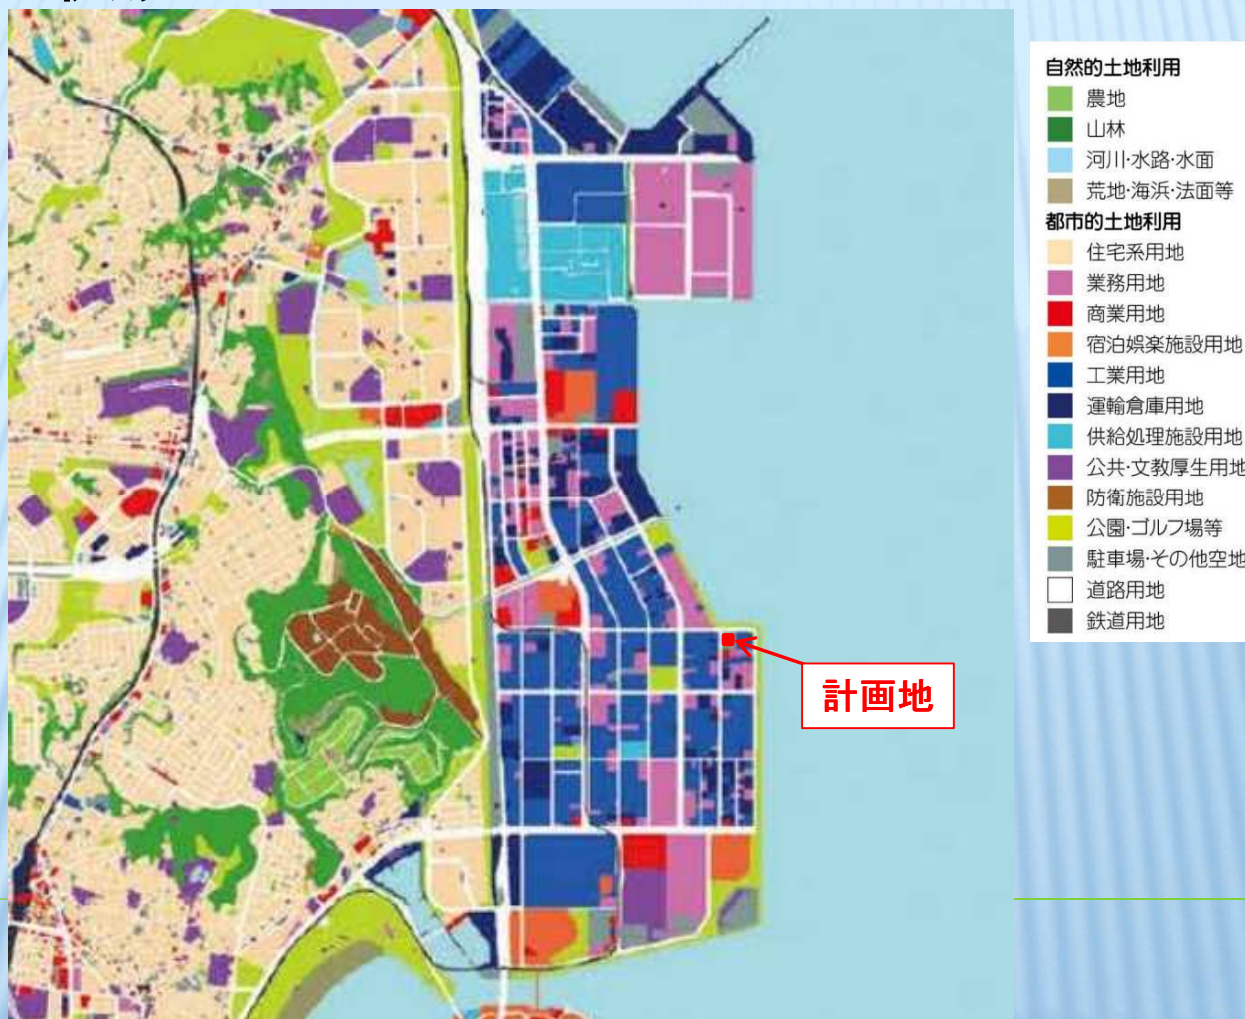 計画地
自然的土地利用
農地
山林
河川・水路・水面
荒地・海浜・法面等
都市的土地利用
住宅系用地
業務用地
商業用地
宿泊娯楽施設用地
工業用地
運輸倉庫用地
供給処理施設用地
公共・文教厚生用地
防衛施設用地
公園・ゴルフ場等
駐車場・その他空地
道路用地
鉄道用地